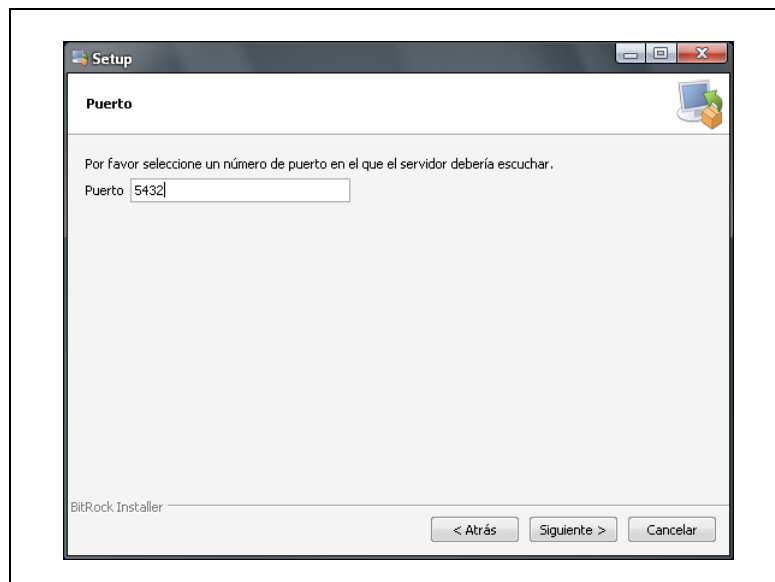 Setup
Puerto
Por favor seleccione un número de puerto en el que el servidor debería escuchar.
Puerto 5432
BitRock Installer
< Atrás Siguiente > Cancelar